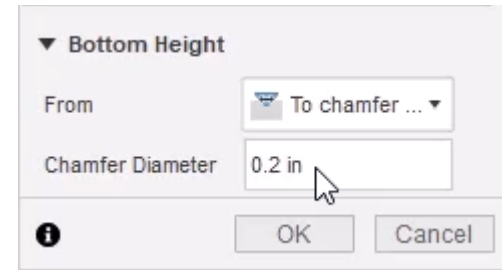 Bottom Height
From To chamfer ...
Chamfer Diameter 0.2 in
OK Cancel